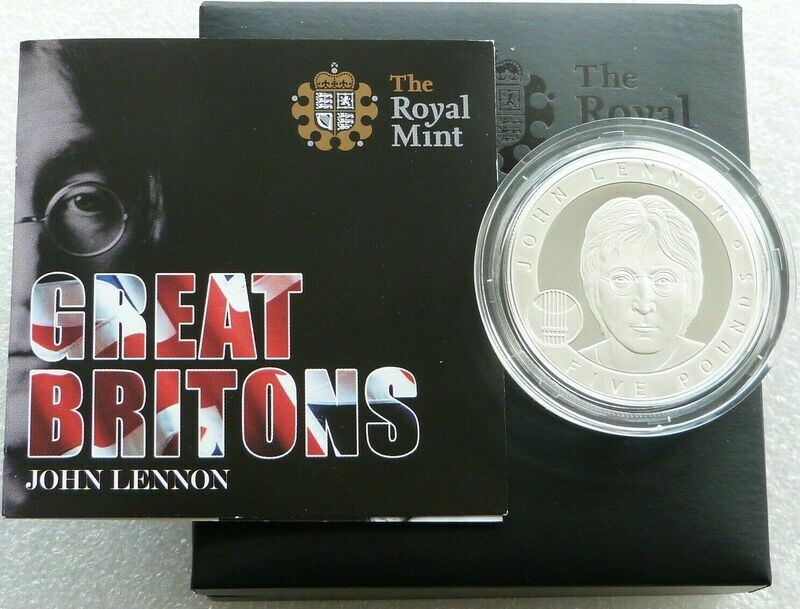 The
Royal
Mint
GREAT
BRITONS
JOHN LENNON
The
Royal
JOHN LENNON
FIVE POUNDS